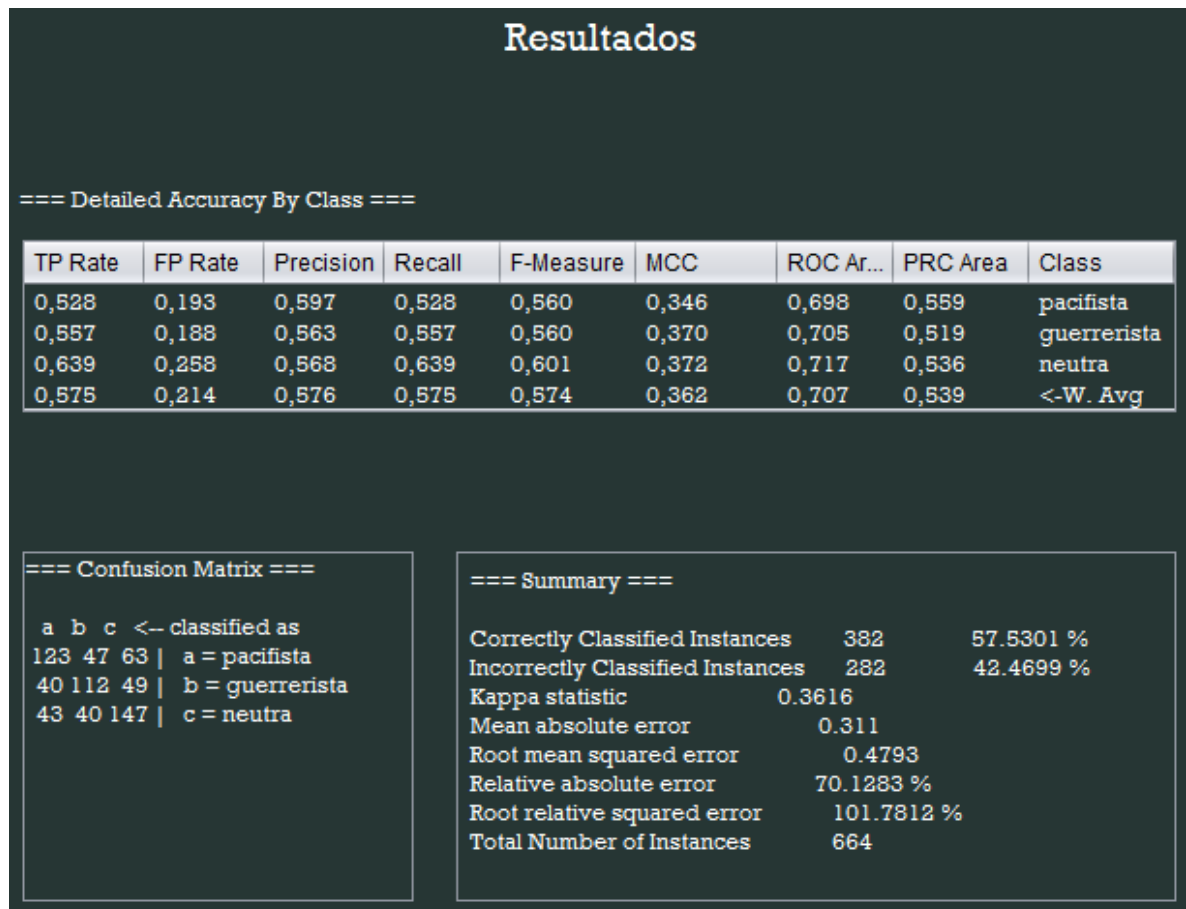 Resultados
=== Detailed Accuracy By Class ===
TP Rate FP Rate Precision Recall F-Measure MCC ROC Ar... PRC Area Class
0,528 0,193 0,597 0,528 0,560 0,346 0,698 0,559 pacifista
0,557 0,188 0,563 0,557 0,560 0,370 0,705 0,519 guerrerista
0,639 0,258 0,568 0,639 0,601 0,372 0,717 0,536 neutra
0,575 0,214 0,576 0,575 0,574 0,362 0,707 0,539 <-W. Avg
=== Confusion Matrix ===
a b c <-- classified as
123 47 63 | a = pacifista
40 112 49 | b = guerrerista
43 40 147 | c = neutra
=== Summary ===
Correctly Classified Instances 382 57.5301 %
Incorrectly Classified Instances 282 42.4699 %
Kappa statistic 0.3616
Mean absolute error 0.311
Root mean squared error 0.4793
Relative absolute error 70.1283 %
Root relative squared error 101.7812 %
Total Number of Instances 664